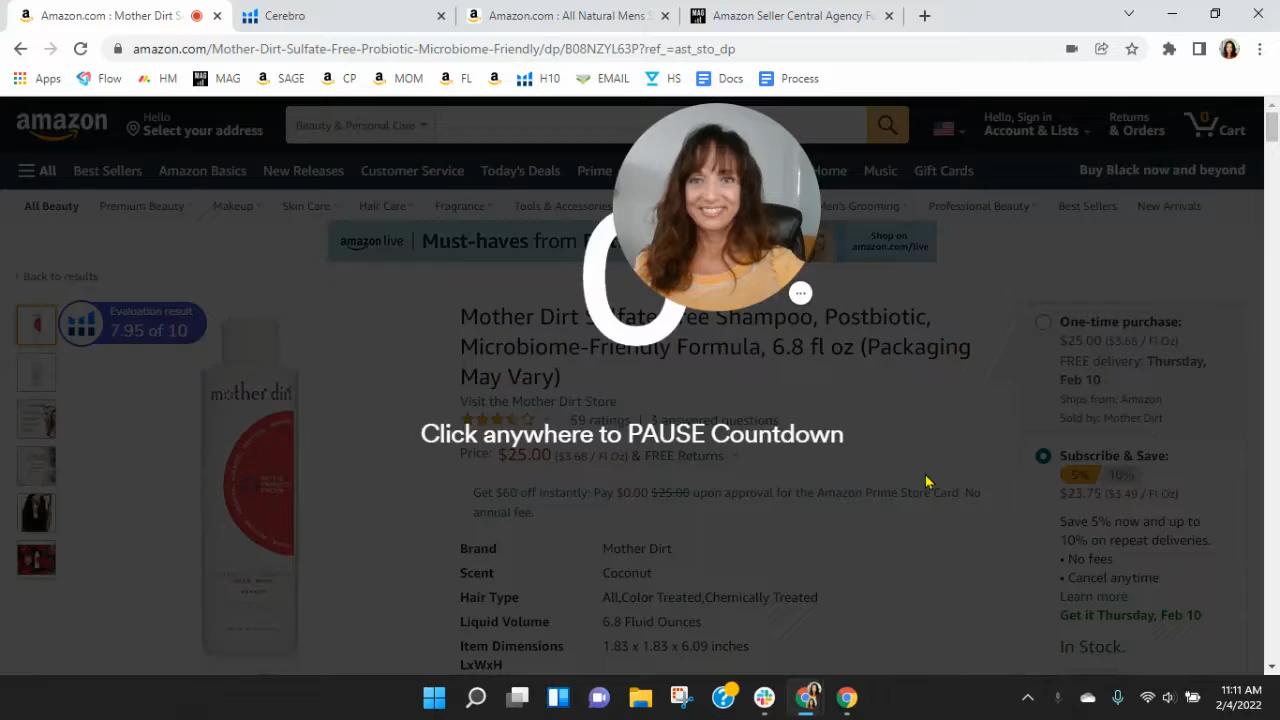 Amazon.com : Mother Dirt S
Cerebro
Amazon.com : All Natural Mens S
Amazon Seller Central Agency Fu
amazon.com/Mother-Dirt-Sulfate-Free-Probiotic-Microbiome-Friendly/dp/B08NZYL63P?ref_=ast_sto_dp
Apps Flow HM MAG SAGE CP MOM FL H10 EMAIL HS Docs Process
amazon
Hello
Select your address
Beauty & Personal Care
Hello, Sign in
Account & Lists
Returns
& Orders
0
Cart
All Best Sellers Amazon Basics New Releases Customer Service Today's Deals Prime Home Music Gift Cards
Buy Black now and beyond
All Beauty Premium Beauty Makeup Skin Care Hair Care Fragrance Tools & Accessories Men's Grooming Professional Beauty Best Sellers New Arrivals
amazon live Must-haves from
Shop on
amazon.com/live
‹ Back to results
Evaluation result
7.95 of 10
mother dirt
Mother Dirt Sulfate Free Shampoo, Postbiotic,
Microbiome-Friendly Formula, 6.8 fl oz (Packaging
May Vary)
Visit the Mother Dirt Store
59 ratings | 3 answered questions
Click anywhere to PAUSE Countdown
Price: $25.00 ($3.68 / Fl Oz) & FREE Returns
Get $60 off instantly: Pay $0.00 $25.00 upon approval for the Amazon Prime Store Card. No
annual fee.
Brand Mother Dirt
Scent Coconut
Hair Type All,Color Treated,Chemically Treated
Liquid Volume 6.8 Fluid Ounces
Item Dimensions 1.83 x 1.83 x 6.09 inches
LxWxH
One-time purchase:
$25.00 ($3.68 / Fl Oz)
FREE delivery: Thursday,
Feb 10
Ships from: Amazon
Sold by: Mother Dirt
Subscribe & Save:
5% 10%
$23.75 ($3.49 / Fl Oz)
Save 5% now and up to
10% on repeat deliveries.
• No fees
• Cancel anytime
Learn more
Get it Thursday, Feb 10
In Stock.
11:11 AM
2/4/2022